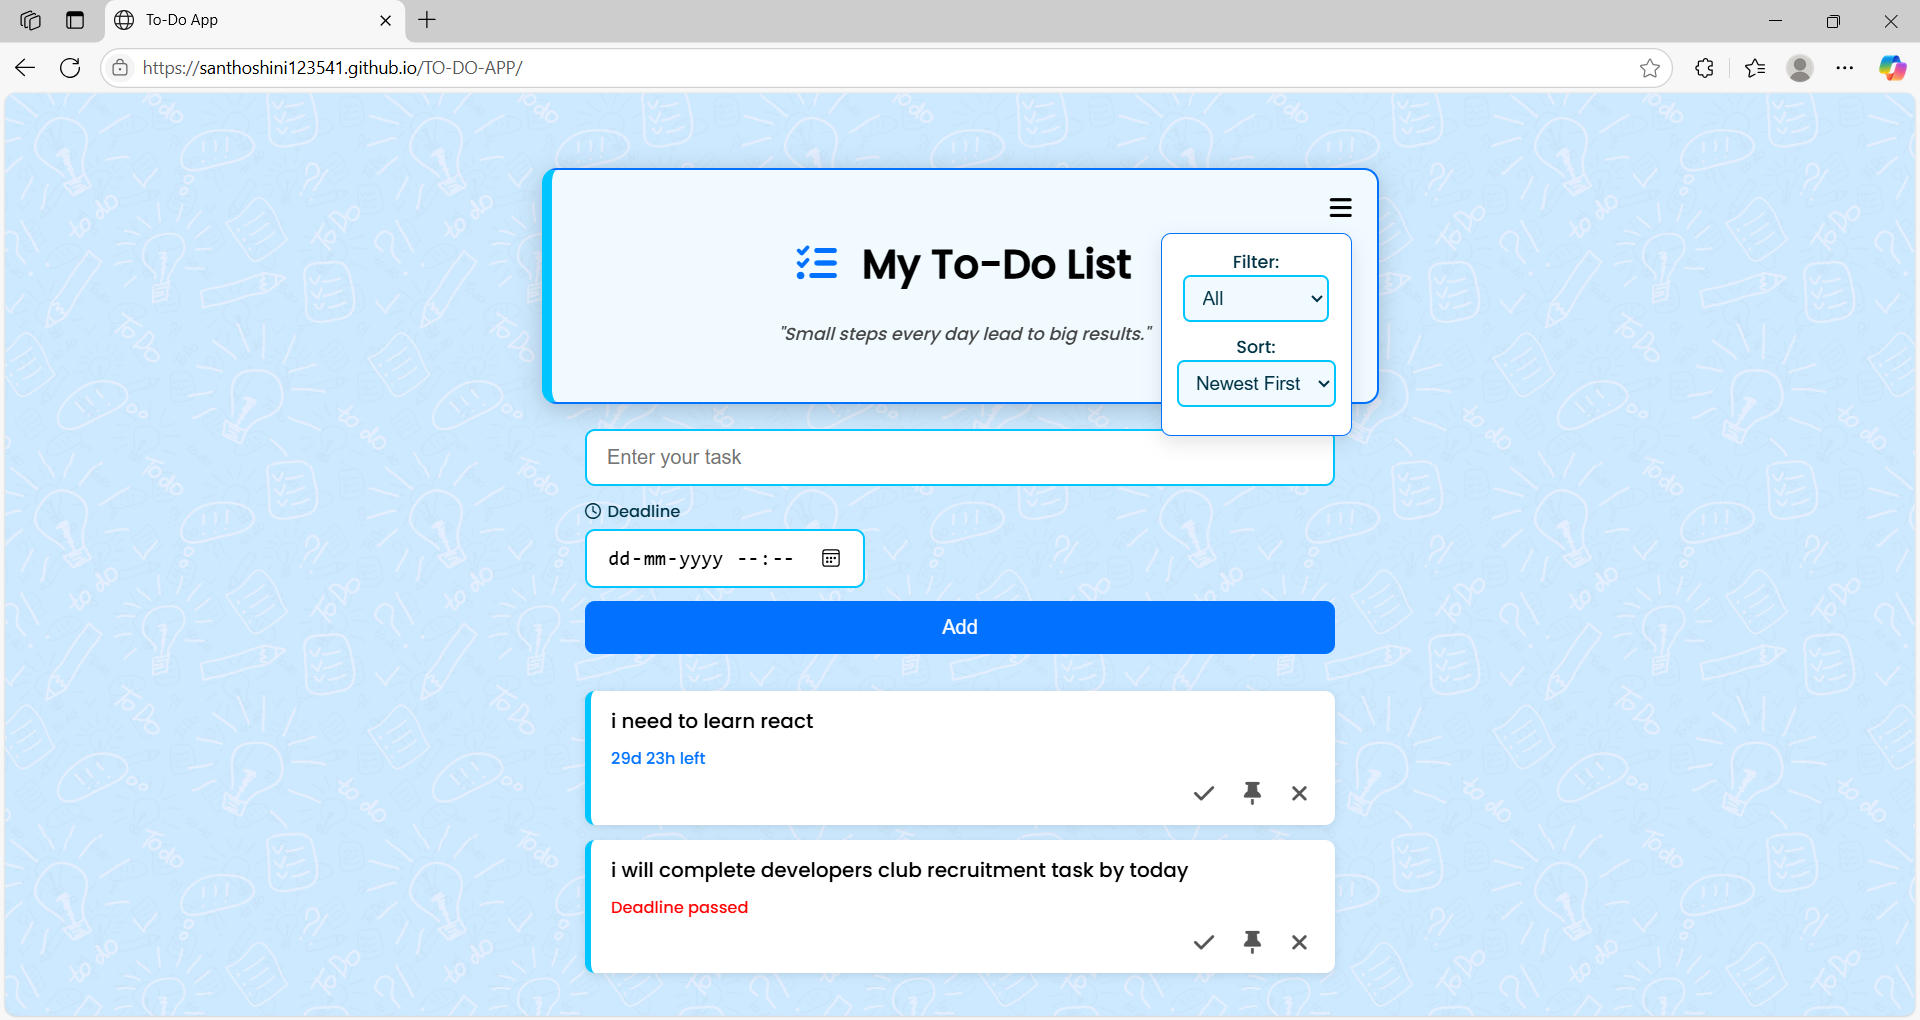 To-Do App
https://santhoshini123541.github.io/TO-DO-APP/
My To-Do List
"Small steps every day lead to big results."
Filter:
All
Sort:
Newest First
Enter your task
Deadline
dd-mm-yyyy --:--
Add
i need to learn react
29d 23h left
i will complete developers club recruitment task by today
Deadline passed